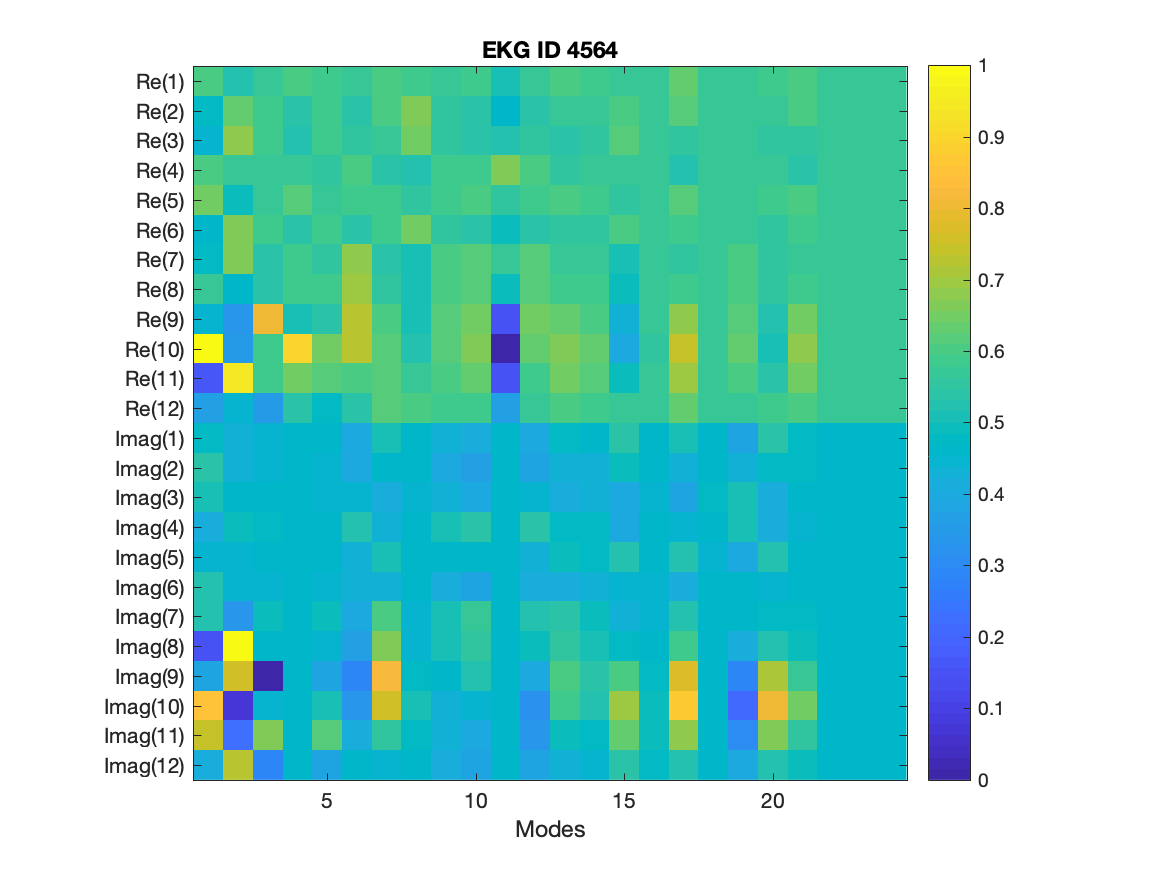 EKG ID 4564
Re(1)
Re(2)
Re(3)
Re(4)
Re(5)
Re(6)
Re(7)
Re(8)
Re(9)
Re(10)
Re(11)
Re(12)
Imag(1)
Imag(2)
Imag(3)
Imag(4)
Imag(5)
Imag(6)
Imag(7)
Imag(8)
Imag(9)
Imag(10)
Imag(11)
Imag(12)
5 10 15 20
Modes
1
0.9
0.8
0.7
0.6
0.5
0.4
0.3
0.2
0.1
0